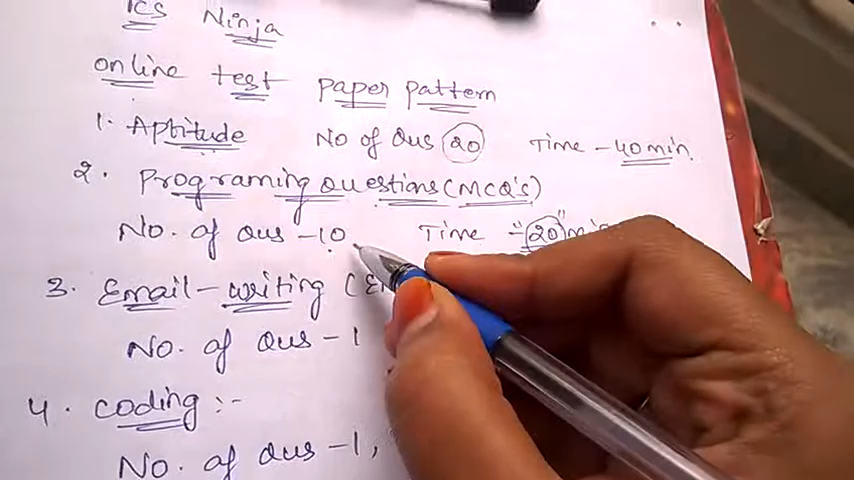 TCS Ninja
online test paper pattern
1. Aptitude No of Qus 20 Time - 40 min.
2. Programing questions (MCQ's)
No. of Qus - 10 Time - "20"
3. Email - writing
No. of Qus - 1
4. Coding :-
No. of Qus - 1,